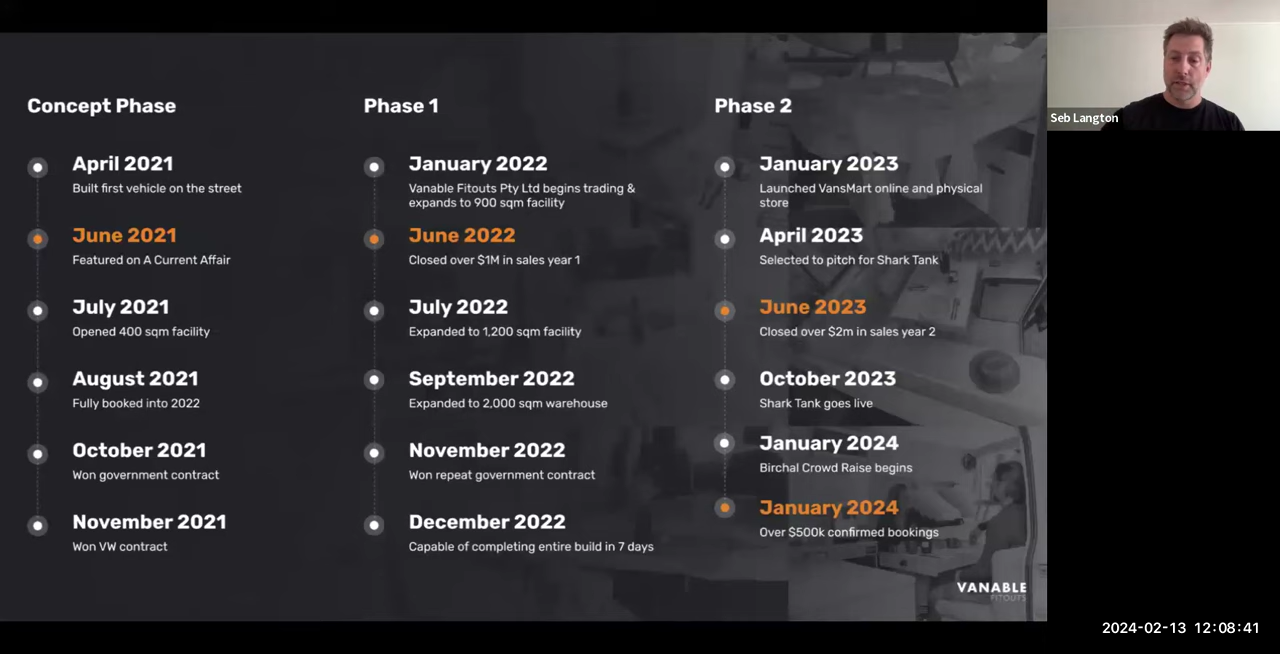 Concept Phase
April 2021
Built first vehicle on the street
June 2021
Featured on A Current Affair
July 2021
Opened 400 sqm facility
August 2021
Fully booked into 2022
October 2021
Won government contract
November 2021
Won VW contract
Phase 1
January 2022
Vanable Fitouts Pty Ltd begins trading &
expands to 900 sqm facility
June 2022
Closed over $1M in sales year 1
July 2022
Expanded to 1,200 sqm facility
September 2022
Expanded to 2,000 sqm warehouse
November 2022
Won repeat government contract
December 2022
Capable of completing entire build in 7 days
Phase 2
January 2023
Launched VansMart online and physical
store
April 2023
Selected to pitch for Shark Tank
June 2023
Closed over $2m in sales year 2
October 2023
Shark Tank goes live
January 2024
Birchal Crowd Raise begins
January 2024
Over $500k confirmed bookings
VANABLE
FITOUTS
Seb Langton
2024-02-13 12:08:41